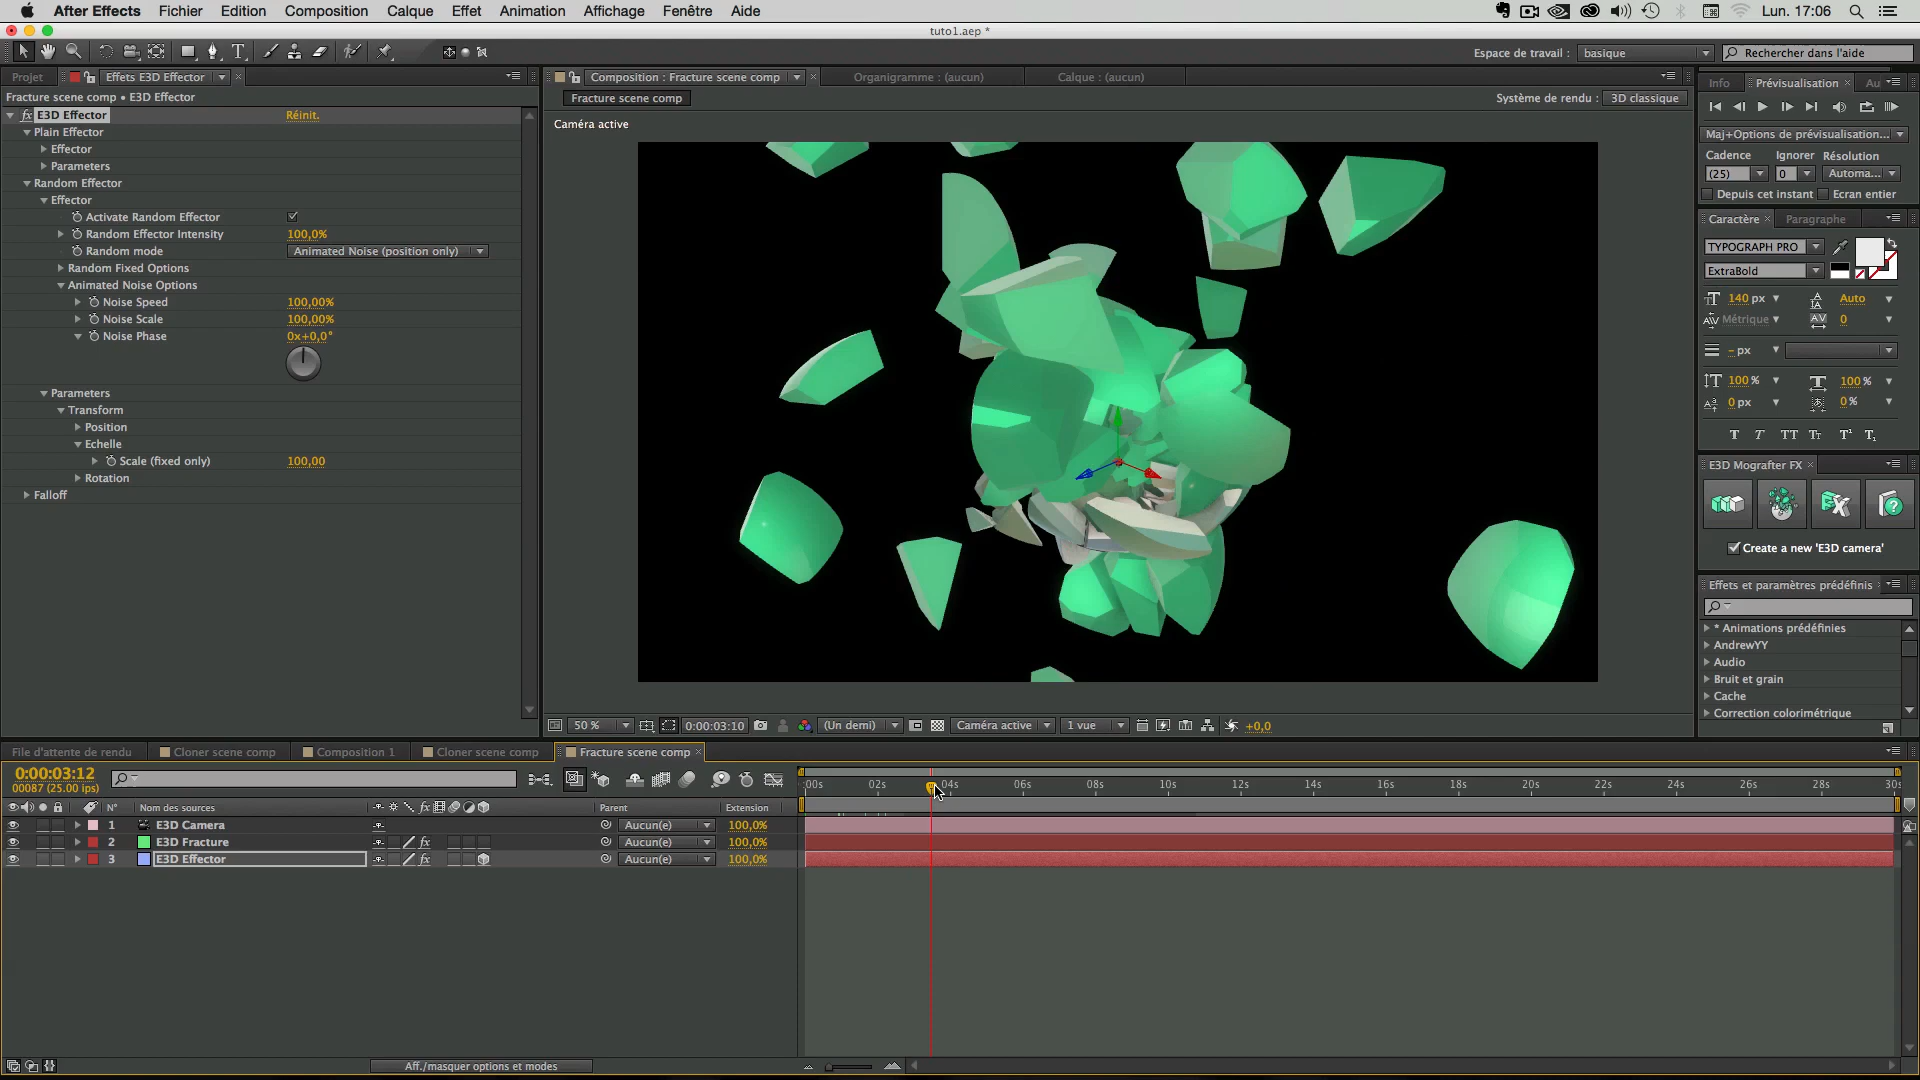 After Effects Fichier Edition Composition Calque Effet Animation Affichage Fenêtre Aide Lun. 17:06
tuto1.aep *
Espace de travail : basique Rechercher dans l'aide
Projet Effets E3D Effector
Fracture scene comp • E3D Effector
fx E3D Effector Réinit.
Plain Effector
Effector
Parameters
Random Effector
Effector
Activate Random Effector
Random Effector Intensity 100,0%
Random mode Animated Noise (position only)
Random Fixed Options
Animated Noise Options
Noise Speed 100,00%
Noise Scale 100,00%
Noise Phase 0x+0,0°
Parameters
Transform
Position
Echelle
Scale (fixed only) 100,00
Rotation
Falloff
Composition : Fracture scene comp Organigramme : (aucun) Calque : (aucun)
Fracture scene comp Système de rendu : 3D classique
Caméra active
50 % 0:00:03:10 (Un demi) Caméra active 1 vue +0,0
Info Prévisualisation Au
Maj+Options de prévisualisation...
Cadence Ignorer Résolution
(25) 0 Automa...
Depuis cet instant Ecran entier
Caractère Paragraphe
TYPOGRAPH PRO
ExtraBold
140 px Auto
Métrique 0
- px
100 % 100 %
0 px 0 %
T T TT Tт T¹ T₁
E3D Mografter FX
Create a new 'E3D camera'
Effets et paramètres prédéfinis
* Animations prédéfinies
AndrewYY
Audio
Bruit et grain
Cache
Correction colorimétrique
File d'attente de rendu Cloner scene comp Composition 1 Cloner scene comp Fracture scene comp
0:00:03:12
00087 (25.00 ips)
:00s 02s 04s 06s 08s 10s 12s 14s 16s 18s 20s 22s 24s 26s 28s 30s
N° Nom des sources fx Parent Extension
1 E3D Camera Aucun(e) 100,0%
2 E3D Fracture fx Aucun(e) 100,0%
3 E3D Effector fx Aucun(e) 100,0%
Aff./masquer options et modes